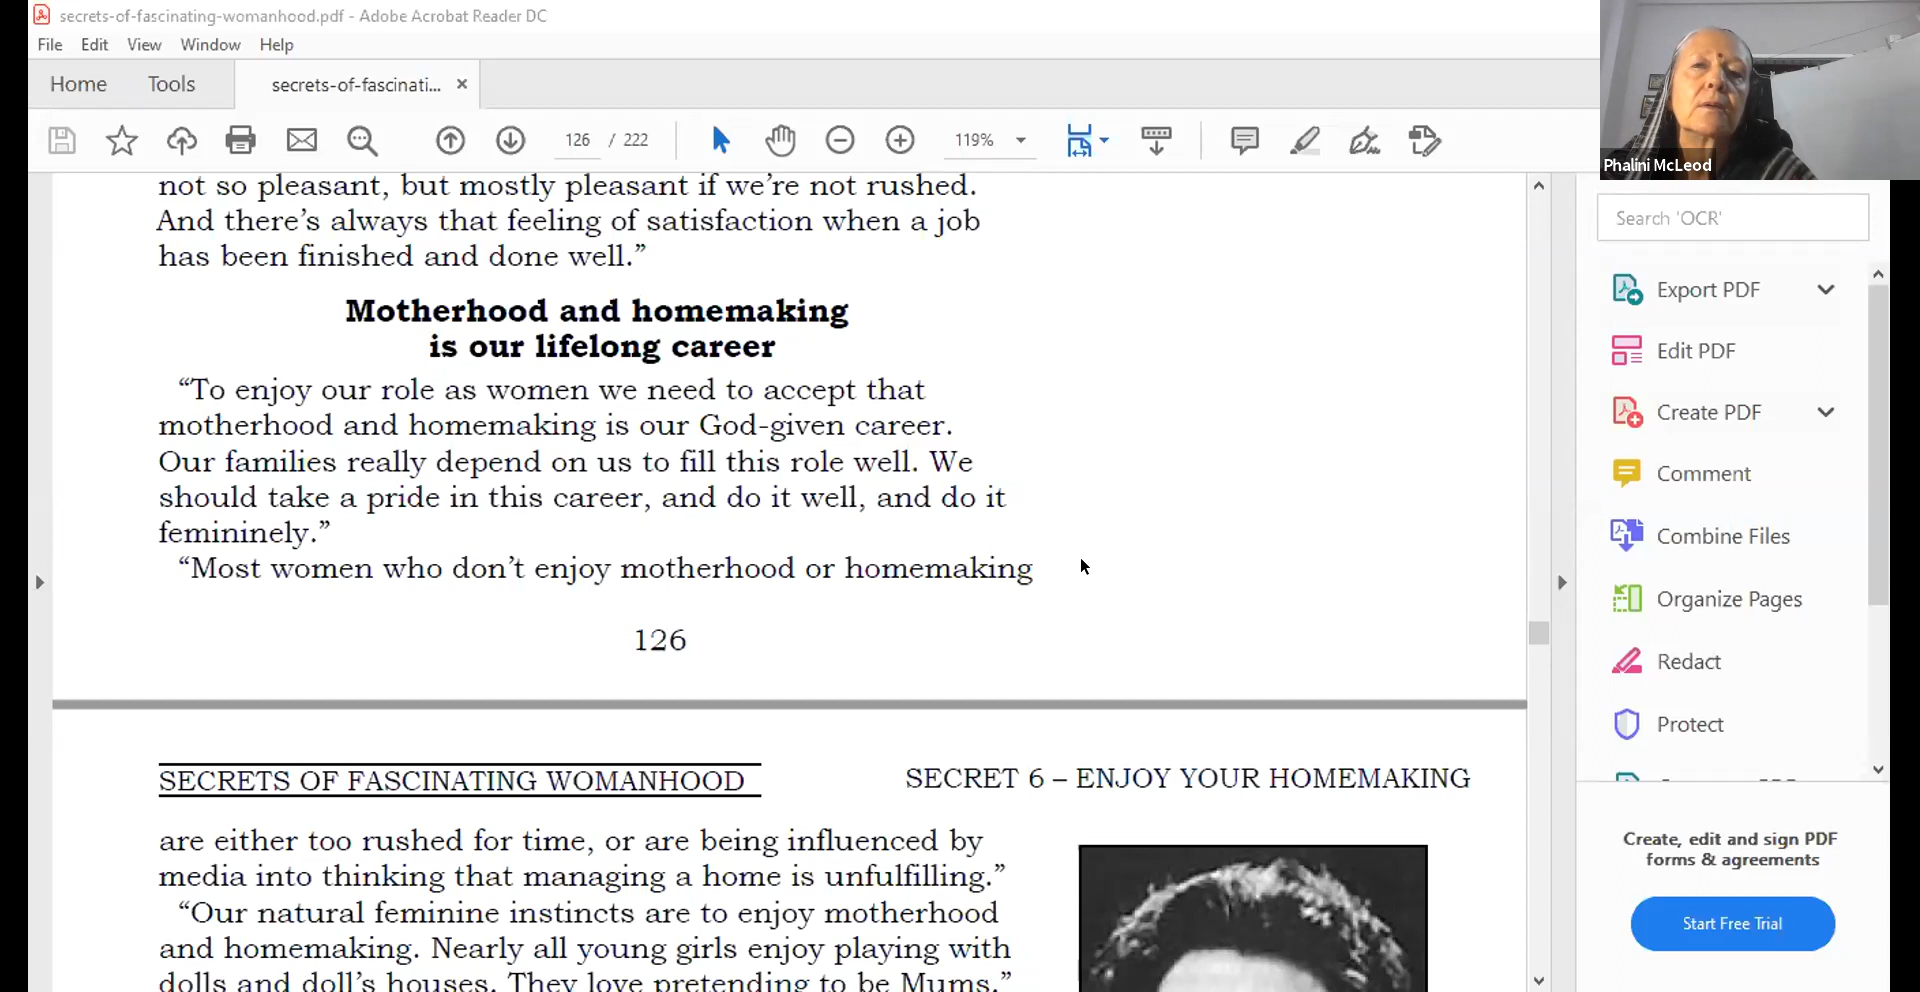 secrets-of-fascinating-womanhood.pdf - Adobe Acrobat Reader DC
File Edit View Window Help
Home Tools secrets-of-fascinati... ×
126 / 222 119%
Phalini McLeod
not so pleasant, but mostly pleasant if we’re not rushed.
And there’s always that feeling of satisfaction when a job
has been finished and done well.”
Motherhood and homemaking
is our lifelong career
“To enjoy our role as women we need to accept that
motherhood and homemaking is our God-given career.
Our families really depend on us to fill this role well. We
should take a pride in this career, and do it well, and do it
femininely.”
“Most women who don’t enjoy motherhood or homemaking
126
SECRETS OF FASCINATING WOMANHOOD SECRET 6 – ENJOY YOUR HOMEMAKING
are either too rushed for time, or are being influenced by
media into thinking that managing a home is unfulfilling.”
“Our natural feminine instincts are to enjoy motherhood
and homemaking. Nearly all young girls enjoy playing with
dolls and doll’s houses. They love pretending to be Mums.”
Search 'OCR'
Export PDF
Edit PDF
Create PDF
Comment
Combine Files
Organize Pages
Redact
Protect
Create, edit and sign PDF
forms & agreements
Start Free Trial